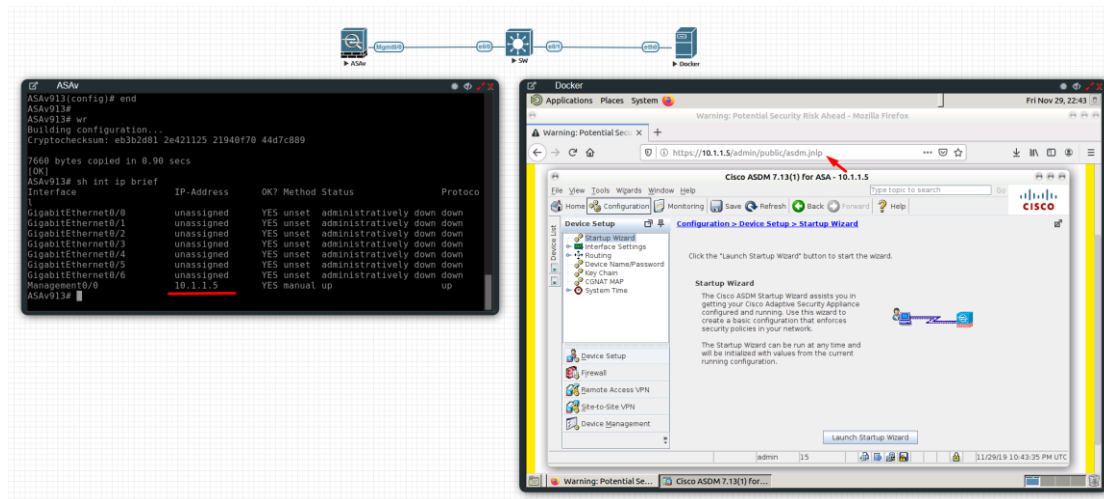 Mgmt0/0
e0/0
e0/1
eth0
ASAv
SW
Docker
ASAv
ASAv913(config)# end
ASAv913#
ASAv913# wr
Building configuration...
Cryptochecksum: eb3b2d81 2e421125 21940f70 44d7c889
7660 bytes copied in 0.90 secs
[OK]
ASAv913# sh int ip brief
Interface IP-Address OK? Method Status Protoco
l
GigabitEthernet0/0 unassigned YES unset administratively down down
GigabitEthernet0/1 unassigned YES unset administratively down down
GigabitEthernet0/2 unassigned YES unset administratively down down
GigabitEthernet0/3 unassigned YES unset administratively down down
GigabitEthernet0/4 unassigned YES unset administratively down down
GigabitEthernet0/5 unassigned YES unset administratively down down
GigabitEthernet0/6 unassigned YES unset administratively down down
Management0/0 10.1.1.5 YES manual up up
ASAv913#
Docker
Applications Places System Fri Nov 29, 22:43
Warning: Potential Security Risk Ahead - Mozilla Firefox
Warning: Potential Secu
https://10.1.1.5/admin/public/asdm.jnlp
Cisco ASDM 7.13(1) for ASA - 10.1.1.5
File View Tools Wizards Window Help Type topic to search Go
Home Configuration Monitoring Save Refresh Back Forward Help
CISCO
Device List
Device Setup
Configuration > Device Setup > Startup Wizard
Startup Wizard
Interface Settings
Routing
Device Name/Password
Key Chain
CGNAT MAP
System Time
Click the "Launch Startup Wizard" button to start the wizard.
Startup Wizard
The Cisco ASDM Startup Wizard assists you in
getting your Cisco Adaptive Security Appliance
configured and running. Use this wizard to
create a basic configuration that enforces
security policies in your network.
The Startup Wizard can be run at any time and
will be initialized with values from the current
running configuration.
Device Setup
Firewall
Remote Access VPN
Site-to-Site VPN
Device Management
Launch Startup Wizard
admin 15 11/29/19 10:43:35 PM UTC
Warning: Potential Se... Cisco ASDM 7.13(1) for...